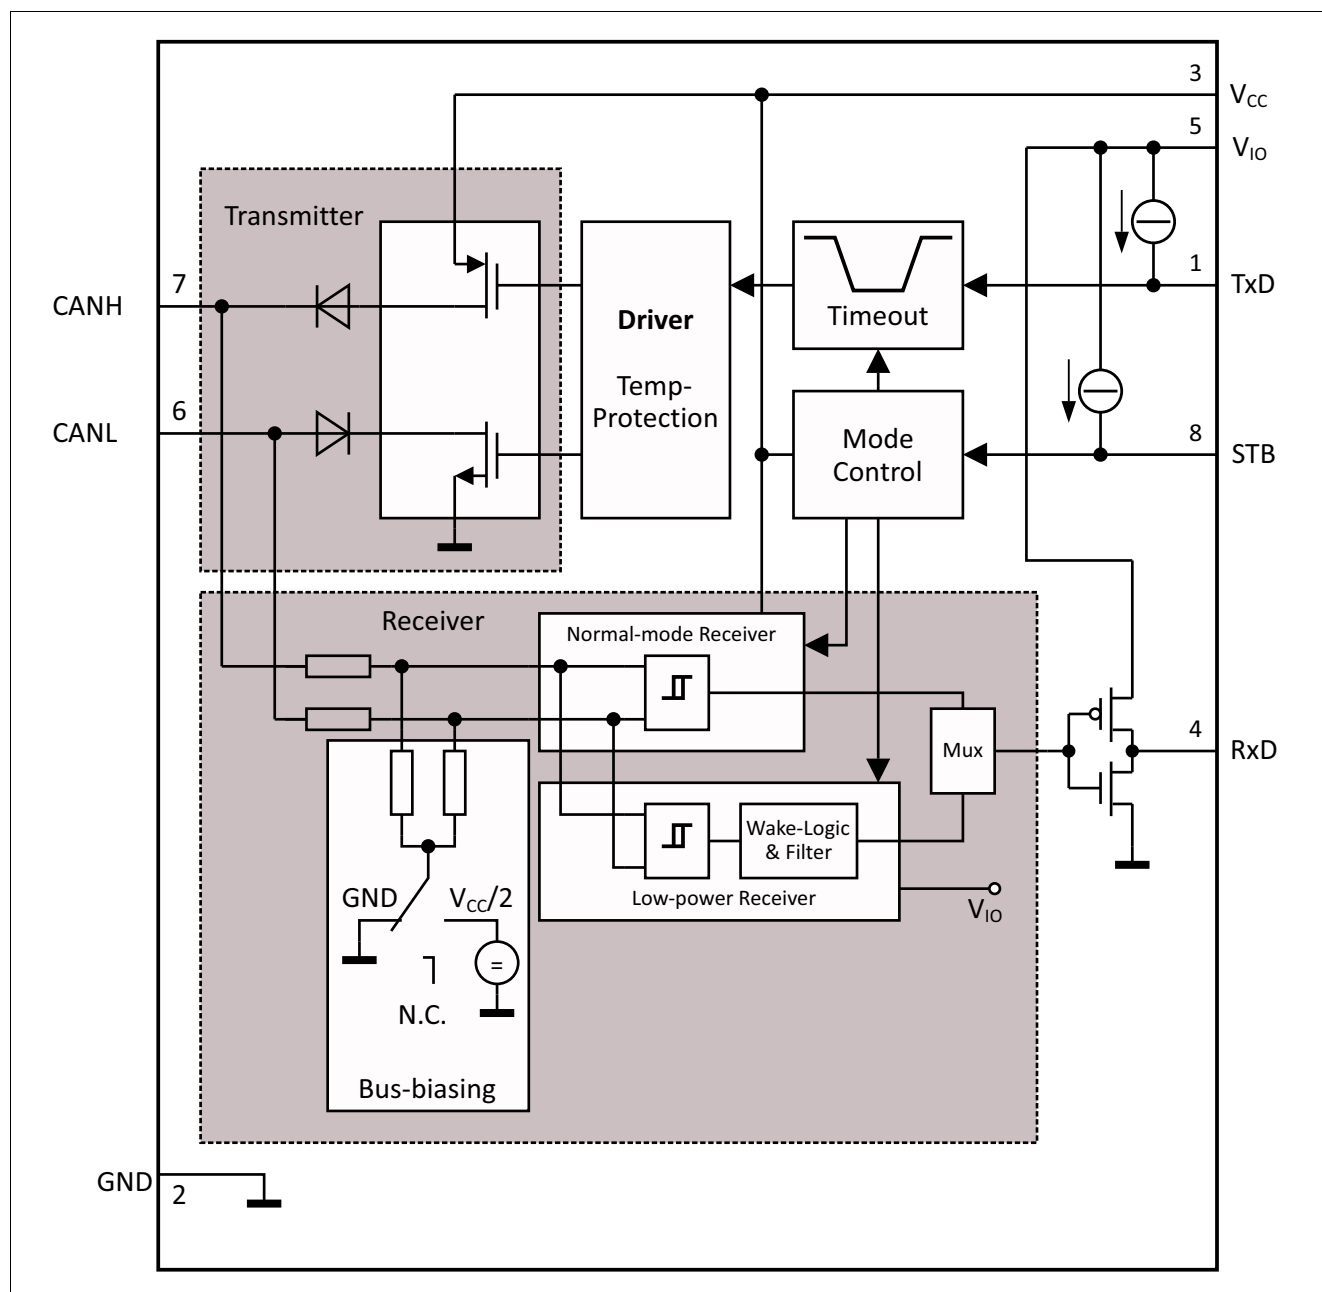 3
VCC
5
VIO
Transmitter
1
TxD
7
CANH
Timeout
Driver
Temp-
Protection
6
CANL
Mode
Control
8
STB
Receiver
Normal-mode Receiver
4
RxD
Mux
Wake-Logic
& Filter
Low-power Receiver
VIO
GND
VCC/2
=
N.C.
Bus-biasing
GND
2